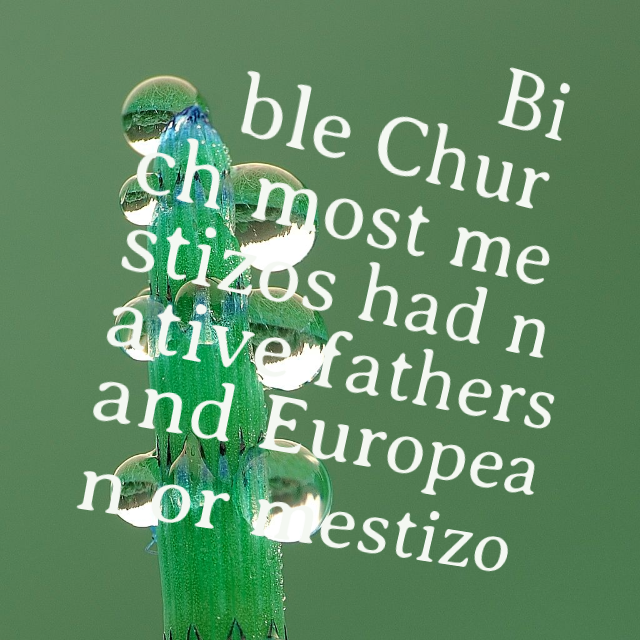 Bi
ble Chur
ch most me
stizos had n
ative fathers
and Europea
n or mestizo